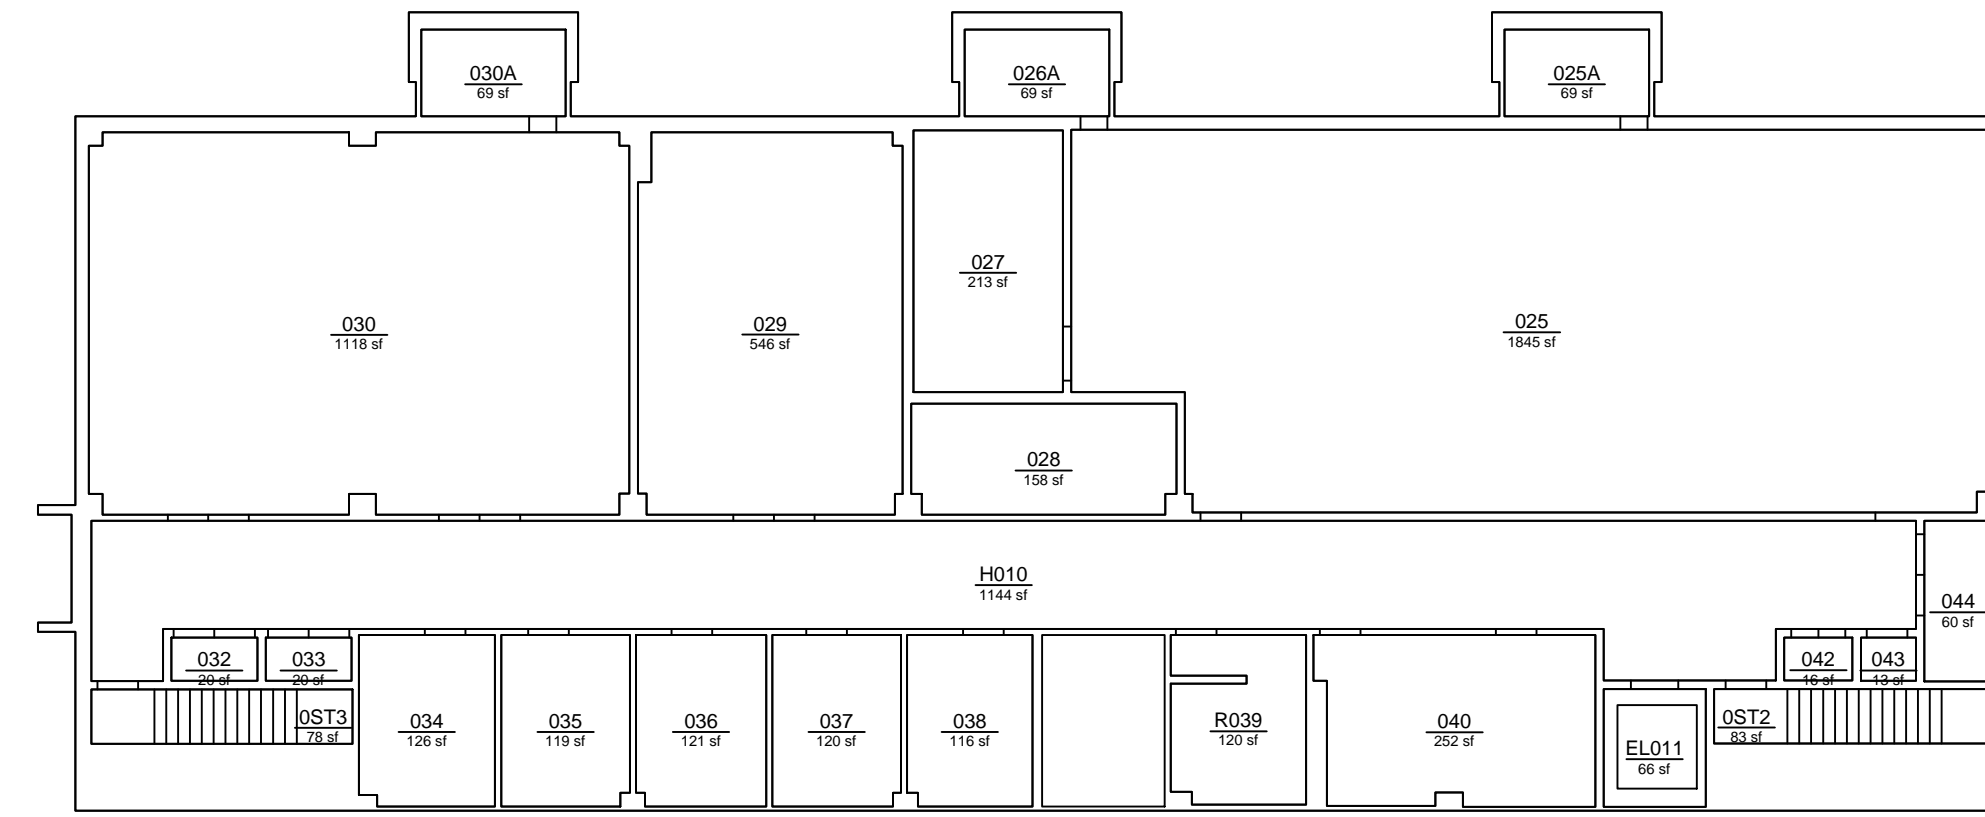 030A
69 sf
026A
69 sf
025A
69 sf
030
1118 sf
029
546 sf
027
213 sf
025
1845 sf
028
158 sf
H010
1144 sf
044
60 sf
032
20 sf
033
20 sf
042
16 sf
043
13 sf
0ST3
78 sf
034
126 sf
035
119 sf
036
121 sf
037
120 sf
038
116 sf
R039
120 sf
040
252 sf
EL011
66 sf
0ST2
83 sf